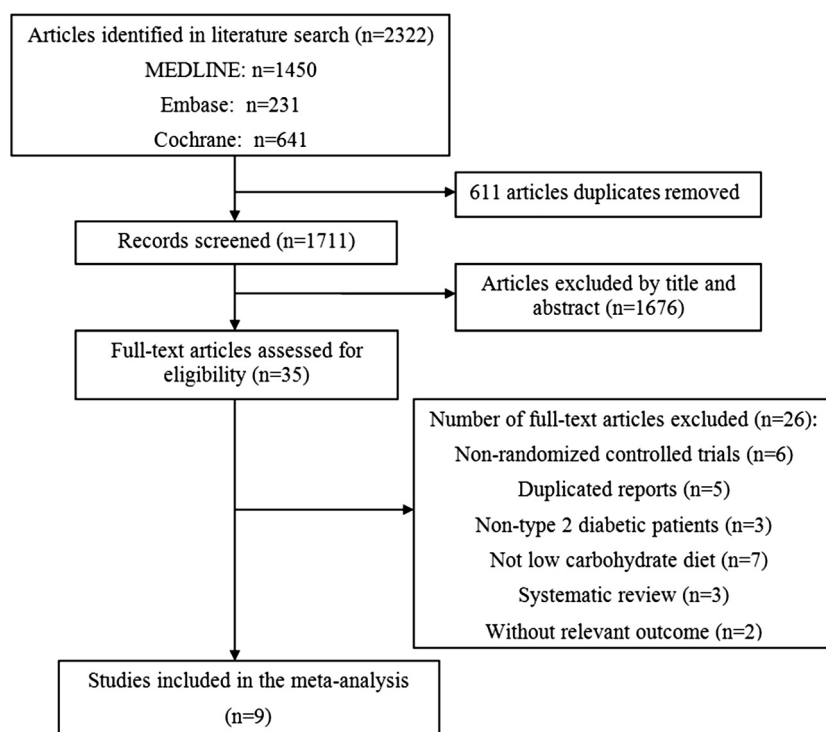 Articles identified in literature search (n=2322)
MEDLINE: n=1450
Embase: n=231
Cochrane: n=641
611 articles duplicates removed
Records screened (n=1711)
Articles excluded by title and
abstract (n=1676)
Full-text articles assessed for
eligibility (n=35)
Number of full-text articles excluded (n=26):
Non-randomized controlled trials (n=6)
Duplicated reports (n=5)
Non-type 2 diabetic patients (n=3)
Not low carbohydrate diet (n=7)
Systematic review (n=3)
Without relevant outcome (n=2)
Studies included in the meta-analysis
(n=9)